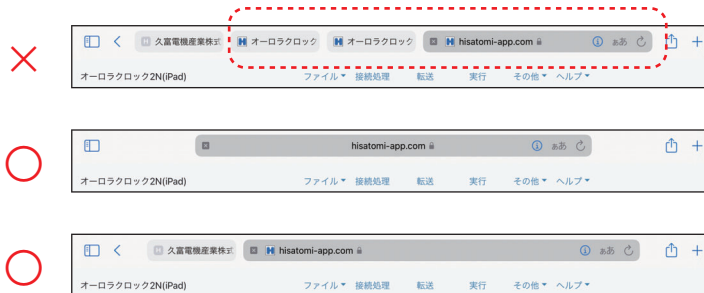 久富電機産業株式 オーロラクロック オーロラクロック hisatomi-app.com ぁあ
オーロラクロック2N(iPad) ファイル 接続処理 転送 実行 その他 ヘルプ
hisatomi-app.com ぁあ
オーロラクロック2N(iPad) ファイル 接続処理 転送 実行 その他 ヘルプ
久富電機産業株式 hisatomi-app.com ぁあ
オーロラクロック2N(iPad) ファイル 接続処理 転送 実行 その他 ヘルプ